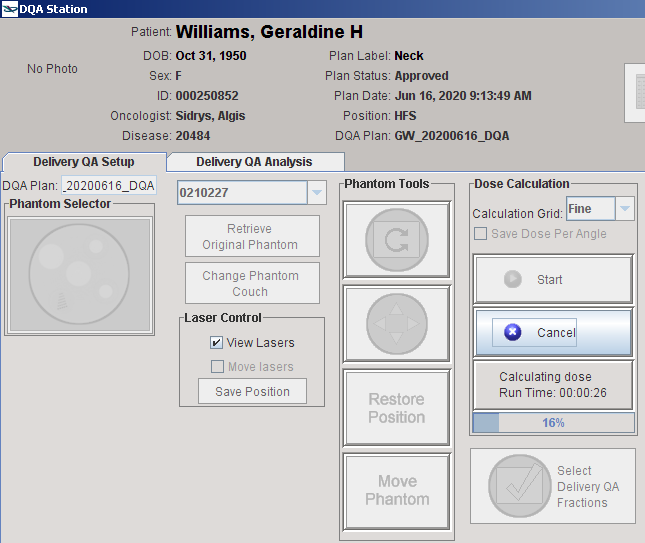 DQA Station
Patient: Williams, Geraldine H
No Photo
DOB: Oct 31, 1950
Plan Label: Neck
Sex: F
Plan Status: Approved
ID: 000250852
Plan Date: Jun 16, 2020 9:13:49 AM
Oncologist: Sidrys, Algis
Position: HFS
Disease: 20484
DQA Plan: GW_20200616_DQA
Delivery QA Setup
Delivery QA Analysis
DQA Plan: _20200616_DQA
Phantom Selector
0210227
Retrieve
Original Phantom
Change Phantom
Couch
Laser Control
View Lasers
Move lasers
Save Position
Phantom Tools
Restore
Position
Move
Phantom
Dose Calculation
Calculation Grid: Fine
Save Dose Per Angle
Start
Cancel
Calculating dose
Run Time: 00:00:26
16%
Select
Delivery QA
Fractions